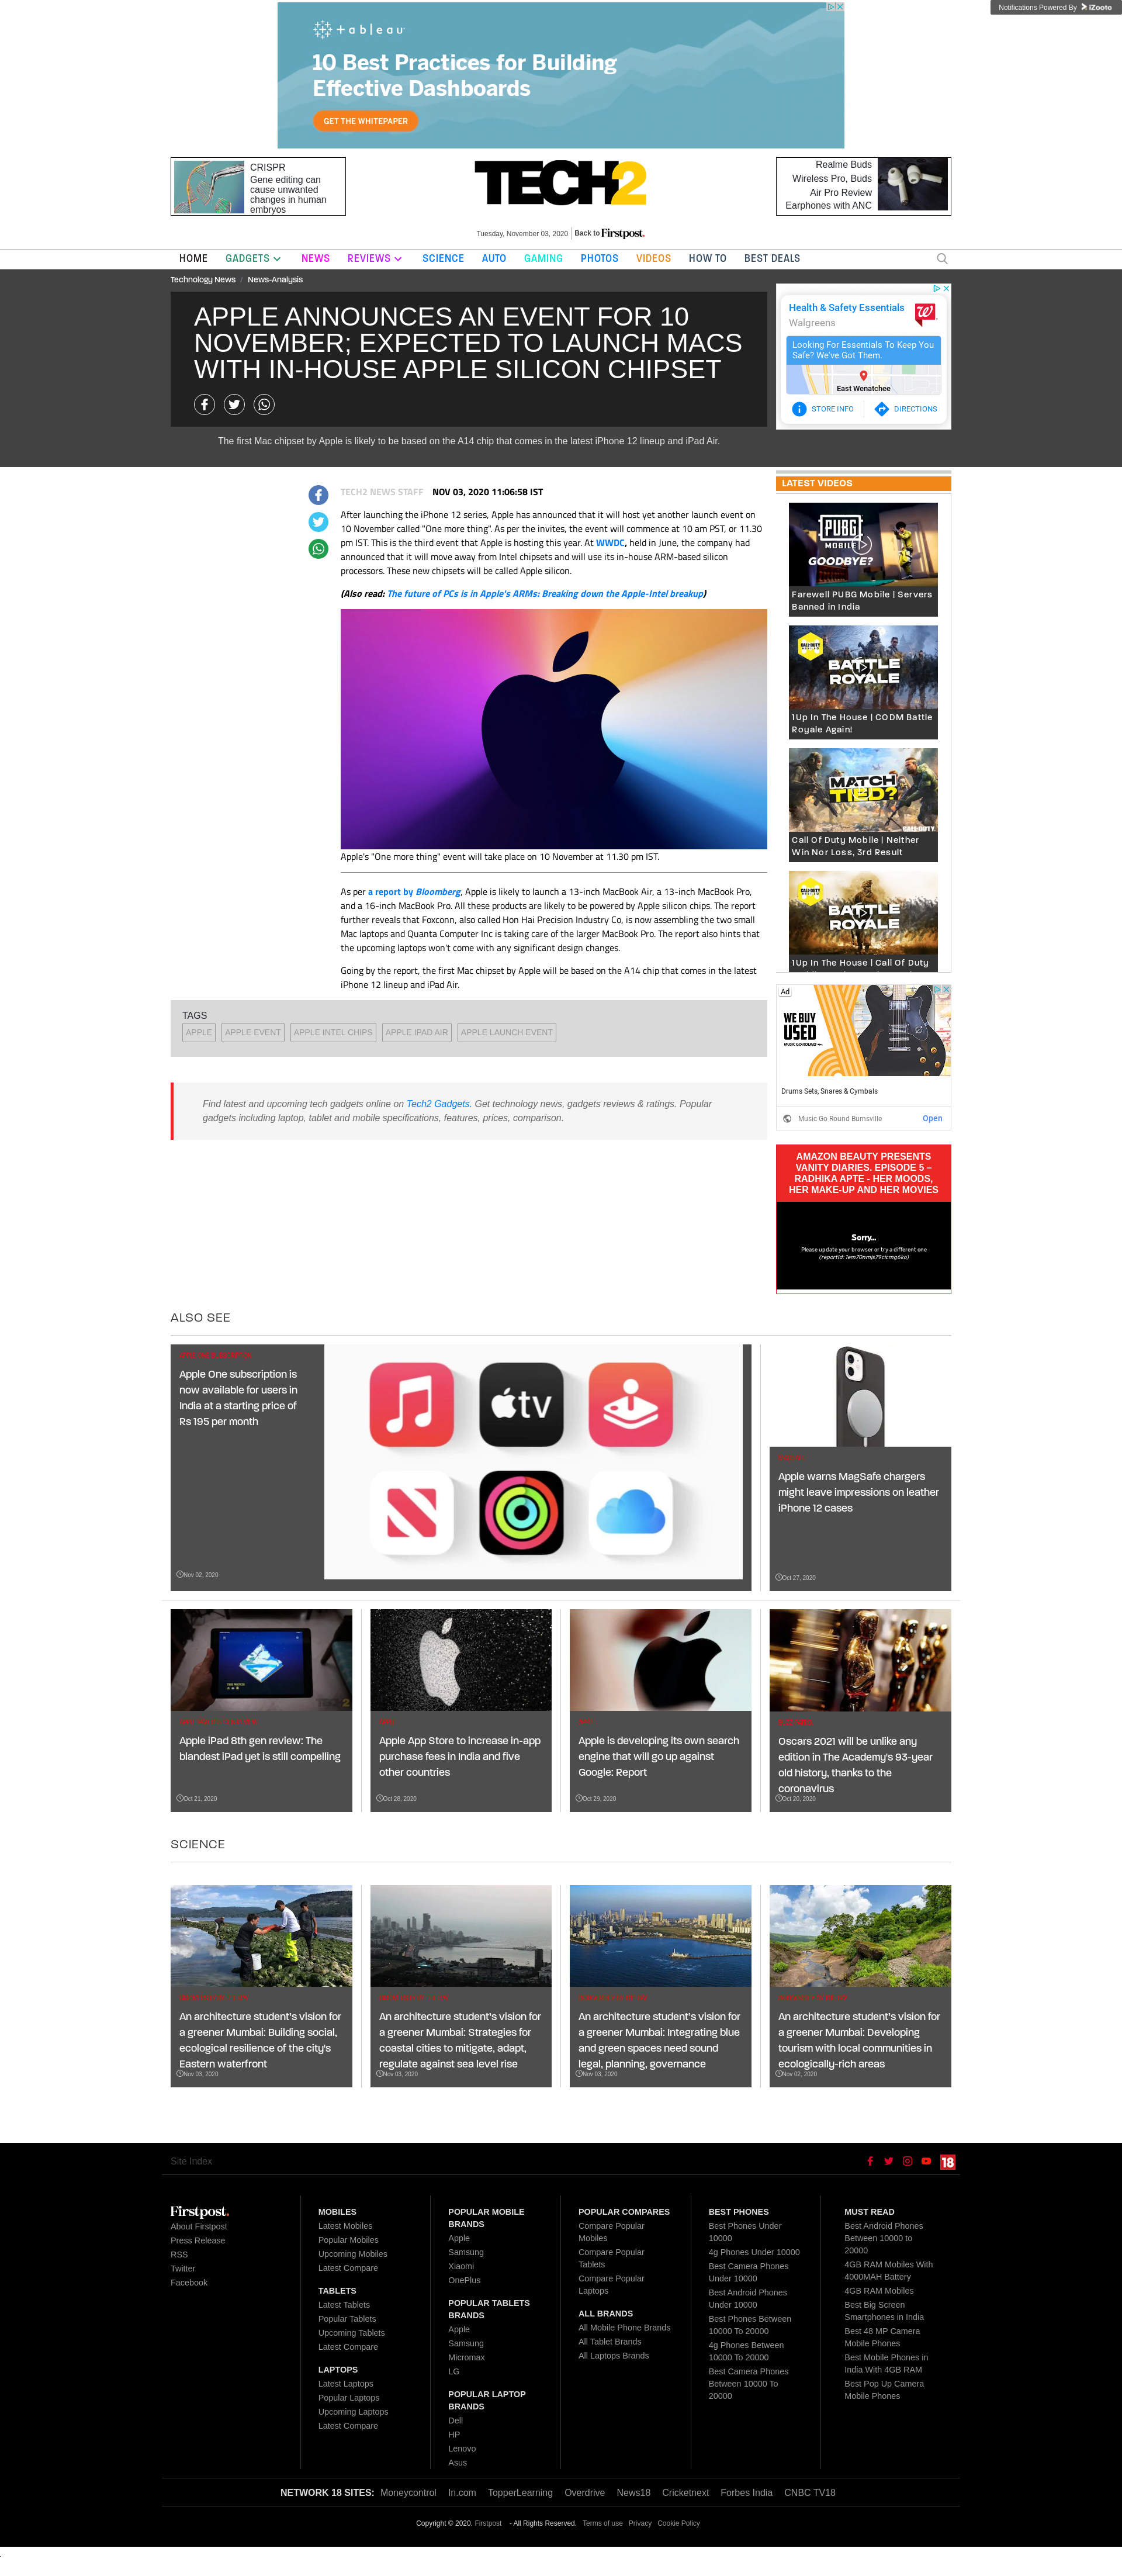 Notifications Powered By iZooto
tableau
10 Best Practices for Building
Effective Dashboards
GET THE WHITEPAPER
CRISPR
Gene editing can
cause unwanted
changes in human
embryos
TECH2
Realme Buds
Wireless Pro, Buds
Air Pro Review
Earphones with ANC
Tuesday, November 03, 2020 Back to Firstpost.
HOME GADGETS NEWS REVIEWS SCIENCE AUTO GAMING PHOTOS VIDEOS HOW TO BEST DEALS
Technology News / News-Analysis
APPLE ANNOUNCES AN EVENT FOR 10
NOVEMBER; EXPECTED TO LAUNCH MACS
WITH IN-HOUSE APPLE SILICON CHIPSET
The first Mac chipset by Apple is likely to be based on the A14 chip that comes in the latest iPhone 12 lineup and iPad Air.
Health & Safety Essentials
Walgreens
Looking For Essentials To Keep You
Safe? We've Got Them.
East Wenatchee
STORE INFO DIRECTIONS
TECH2 NEWS STAFF NOV 03, 2020 11:06:58 IST
After launching the iPhone 12 series, Apple has announced that it will host yet another launch event on
10 November called "One more thing". As per the invites, the event will commence at 10 am PST, or 11.30
pm IST. This is the third event that Apple is hosting this year. At WWDC, held in June, the company had
announced that it will move away from Intel chipsets and will use its in-house ARM-based silicon
processors. These new chipsets will be called Apple silicon.
(Also read: The future of PCs is in Apple's ARMs: Breaking down the Apple-Intel breakup)
Apple's "One more thing" event will take place on 10 November at 11.30 pm IST.
As per a report by Bloomberg, Apple is likely to launch a 13-inch MacBook Air, a 13-inch MacBook Pro,
and a 16-inch MacBook Pro. All these products are likely to be powered by Apple silicon chips. The report
further reveals that Foxconn, also called Hon Hai Precision Industry Co, is now assembling the two small
Mac laptops and Quanta Computer Inc is taking care of the larger MacBook Pro. The report also hints that
the upcoming laptops won't come with any significant design changes.
Going by the report, the first Mac chipset by Apple will be based on the A14 chip that comes in the latest
iPhone 12 lineup and iPad Air.
TAGS
APPLE APPLE EVENT APPLE INTEL CHIPS APPLE IPAD AIR APPLE LAUNCH EVENT
Find latest and upcoming tech gadgets online on Tech2 Gadgets. Get technology news, gadgets reviews & ratings. Popular
gadgets including laptop, tablet and mobile specifications, features, prices, comparison.
LATEST VIDEOS
PUBG
MOBILE
GOODBYE?
Farewell PUBG Mobile | Servers
Banned in India
BATTLE
ROYALE
1Up In The House | CODM Battle
Royale Again!
MATCH
TIED?
CALL OF DUTY
Call Of Duty Mobile | Neither
Win Nor Loss, 3rd Result
BATTLE
ROYALE
1Up In The House | Call Of Duty
Ad
WE BUY
USED
MUSIC GO ROUND
Drums Sets, Snares & Cymbals
Music Go Round Burnsville Open
AMAZON BEAUTY PRESENTS
VANITY DIARIES. EPISODE 5 –
RADHIKA APTE - HER MOODS,
HER MAKE-UP AND HER MOVIES
Sorry...
Please update your browser or try a different one
(reportId: 1em70nmjs79cicmg6ko)
ALSO SEE
Apple One subscription is
now available for users in
India at a starting price of
Rs 195 per month
Nov 02, 2020
tv
Apple warns MagSafe chargers
might leave impressions on leather
iPhone 12 cases
Oct 27, 2020
TECH2
Apple iPad 8th gen review: The
blandest iPad yet is still compelling
Oct 21, 2020
Apple App Store to increase in-app
purchase fees in India and five
other countries
Oct 28, 2020
Apple is developing its own search
engine that will go up against
Google: Report
Oct 29, 2020
Oscars 2021 will be unlike any
edition in The Academy's 93-year
old history, thanks to the
coronavirus
Oct 20, 2020
SCIENCE
An architecture student's vision for
a greener Mumbai: Building social,
ecological resilience of the city's
Eastern waterfront
Nov 03, 2020
An architecture student's vision for
a greener Mumbai: Strategies for
coastal cities to mitigate, adapt,
regulate against sea level rise
Nov 03, 2020
An architecture student's vision for
a greener Mumbai: Integrating blue
and green spaces need sound
legal, planning, governance
Nov 03, 2020
An architecture student's vision for
a greener Mumbai: Developing
tourism with local communities in
ecologically-rich areas
Nov 02, 2020
Site Index
18
Firstpost.
About Firstpost
Press Release
RSS
Twitter
Facebook
MOBILES
Latest Mobiles
Popular Mobiles
Upcoming Mobiles
Latest Compare
TABLETS
Latest Tablets
Popular Tablets
Upcoming Tablets
Latest Compare
LAPTOPS
Latest Laptops
Popular Laptops
Upcoming Laptops
Latest Compare
POPULAR MOBILE
BRANDS
Apple
Samsung
Xiaomi
OnePlus
POPULAR TABLETS
BRANDS
Apple
Samsung
Micromax
LG
POPULAR LAPTOP
BRANDS
Dell
HP
Lenovo
Asus
POPULAR COMPARES
Compare Popular
Mobiles
Compare Popular
Tablets
Compare Popular
Laptops
ALL BRANDS
All Mobile Phone Brands
All Tablet Brands
All Laptops Brands
BEST PHONES
Best Phones Under
10000
4g Phones Under 10000
Best Camera Phones
Under 10000
Best Android Phones
Under 10000
Best Phones Between
10000 To 20000
4g Phones Between
10000 To 20000
Best Camera Phones
Between 10000 To
20000
MUST READ
Best Android Phones
Between 10000 to
20000
4GB RAM Mobiles With
4000MAH Battery
4GB RAM Mobiles
Best Big Screen
Smartphones in India
Best 48 MP Camera
Mobile Phones
Best Mobile Phones in
India With 4GB RAM
Best Pop Up Camera
Mobile Phones
NETWORK 18 SITES: Moneycontrol In.com TopperLearning Overdrive News18 Cricketnext Forbes India CNBC TV18
Copyright © 2020. Firstpost - All Rights Reserved. Terms of use Privacy Cookie Policy